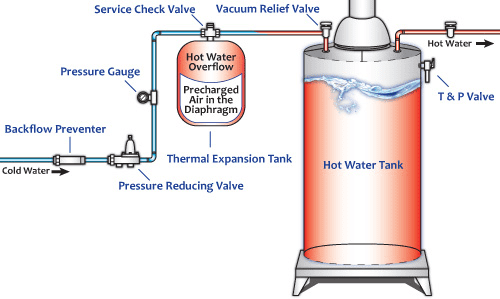 Service Check Valve
Vacuum Relief Valve
Hot Water
Hot Water
Overflow
Pressure Gauge
Precharged
Air in the
Diaphragm
T & P Valve
Backflow Preventer
Thermal Expansion Tank
Hot Water Tank
Cold Water
Pressure Reducing Valve